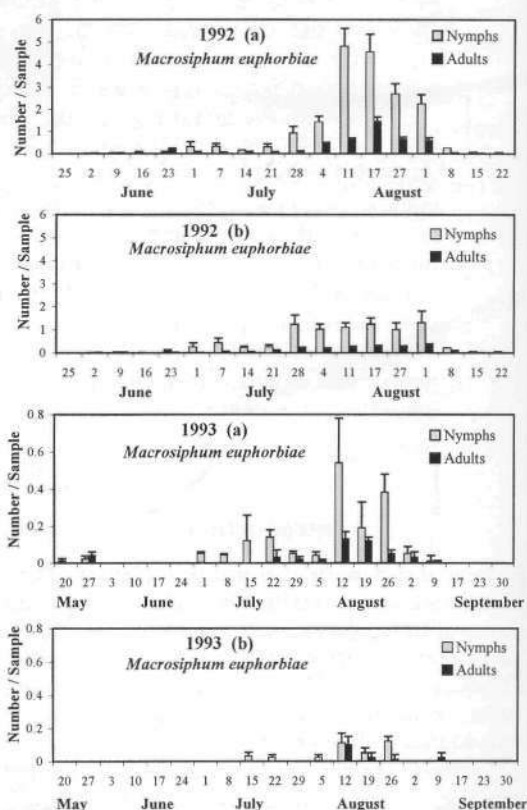 1992 (a)
Macrosiphum euphorbiae
Nymphs
Adults
Number / Sample
6
5
4
3
2
1
0
25 2 9 16 23 1 7 14 21 28 4 11 17 27 1 8 15 22
June July August
1992 (b)
Macrosiphum euphorbiae
Nymphs
Adults
Number / Sample
6
5
4
3
2
1
0
25 2 9 16 23 1 7 14 21 28 4 11 17 27 1 8 15 22
June July August
1993 (a)
Macrosiphum euphorbiae
Nymphs
Adults
Number / Sample
0.8
0.6
0.4
0.2
0
20 27 3 10 17 24 1 8 15 22 29 5 12 19 26 2 9 17 23 30
May June July August September
1993 (b)
Macrosiphum euphorbiae
Nymphs
Adults
Number / Sample
0.8
0.6
0.4
0.2
0
20 27 3 10 17 24 1 8 15 22 29 5 12 19 26 2 9 17 23 30
May June July August September